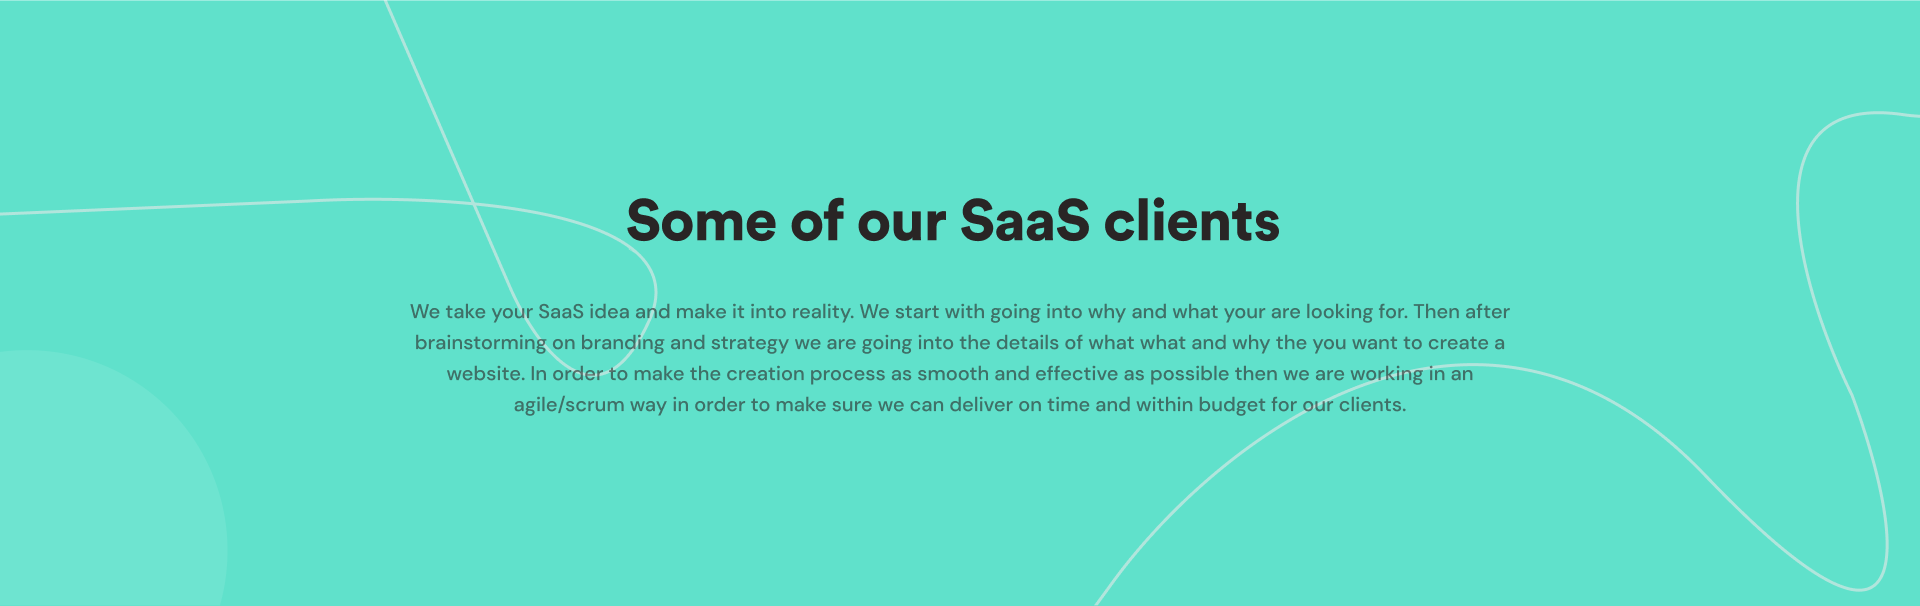 Some of our SaaS clients
We take your SaaS idea and make it into reality. We start with going into why and what your are looking for. Then after
brainstorming on branding and strategy we are going into the details of what what and why the you want to create a
website. In order to make the creation process as smooth and effective as possible then we are working in an
agile/scrum way in order to make sure we can deliver on time and within budget for our clients.